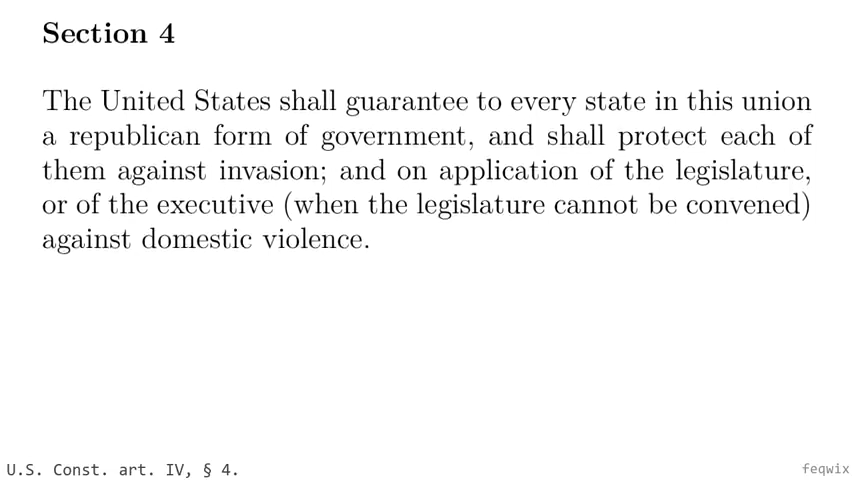 Section 4
The United States shall guarantee to every state in this union
a republican form of government, and shall protect each of
them against invasion; and on application of the legislature,
or of the executive (when the legislature cannot be convened)
against domestic violence.
U.S. Const. art. IV, § 4.
feqwix